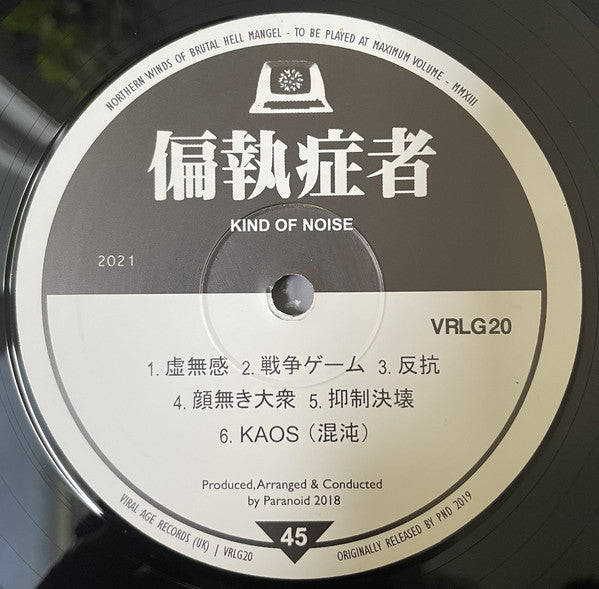 NORTHERN WINDS OF BRUTAL HELL MANGEL - TO BE PLAYED AT MAXIMUM VOLUME - MMXIII
偏執症者
KIND OF NOISE
2021
VRLG20
1. 虚無感 2. 戦争ゲーム 3. 反抗
4. 顔無き大衆 5. 抑制決壊
6. KAOS (混沌)
Produced, Arranged & Conducted
by Paranoid 2018
45
VIRAL AGE RECORDS (UK) | VRLG20
ORIGINALLY RELEASED BY PND 2019